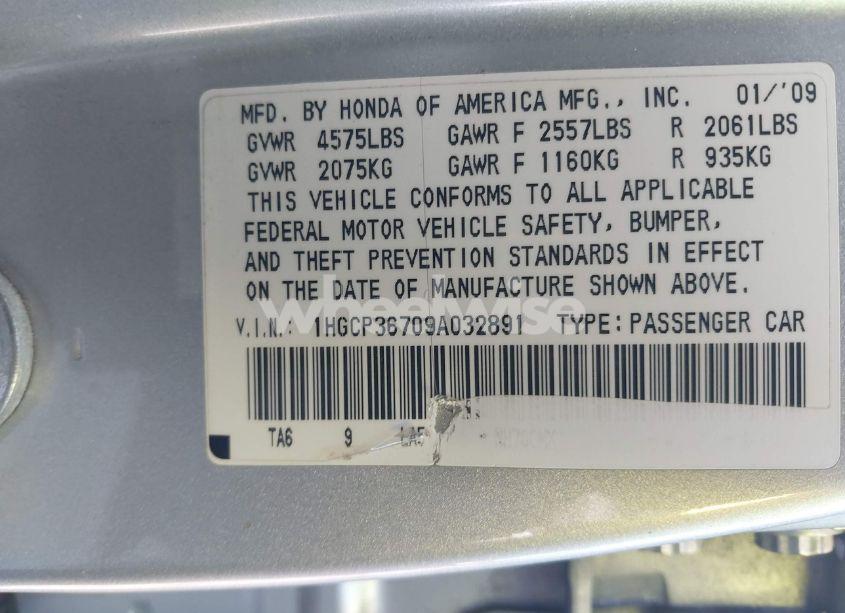 MFD. BY HONDA OF AMERICA MFG., INC. 01/'09
GVWR 4575LBS GAWR F 2557LBS R 2061LBS
GVWR 2075KG GAWR F 1160KG R 935KG
THIS VEHICLE CONFORMS TO ALL APPLICABLE
FEDERAL MOTOR VEHICLE SAFETY, BUMPER,
AND THEFT PREVENTION STANDARDS IN EFFECT
ON THE DATE OF MANUFACTURE SHOWN ABOVE.
wheelwise
V.I.N.: 1HGCP36709A032891 TYPE: PASSENGER CAR
TA6 9